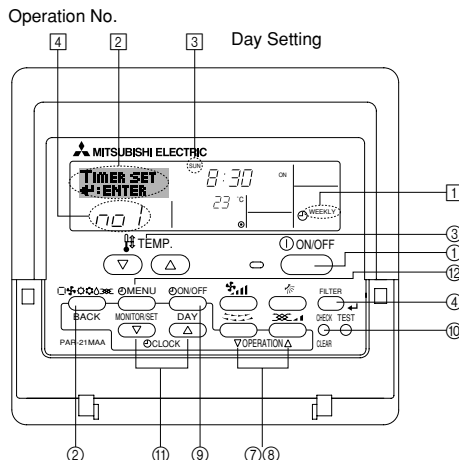 Operation No.
4 2 3 Day Setting
MITSUBISHI ELECTRIC
SUN
TIMER SET 8:30 ON
:ENTER
WEEKLY 1
no1 23 °C
3
TEMP. ON/OFF
1
12
MENU ON/OFF FILTER
4
BACK MONITOR/SET DAY CHECK TEST
10
PAR-21MAA CLOCK OPERATION CLEAR
2 11 9 7 8